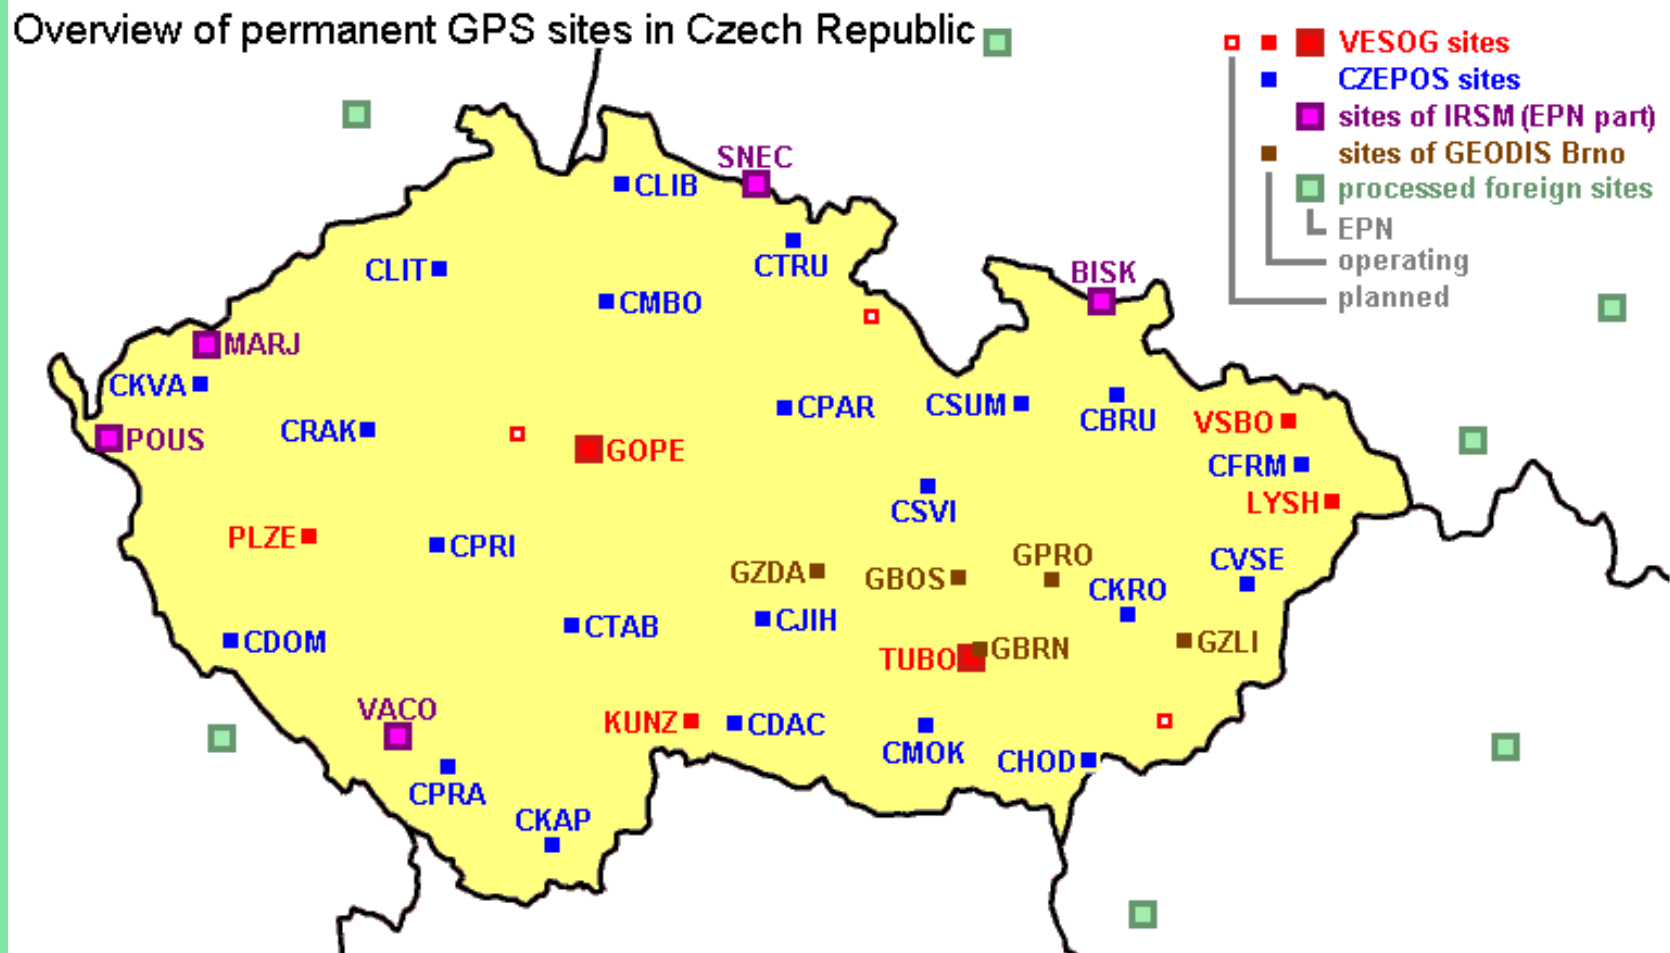 Overview of permanent GPS sites in Czech Republic
VESOG sites
CZEPOS sites
sites of IRSM (EPN part)
sites of GEODIS Brno
processed foreign sites
EPN
operating
planned
SNEC
CLIB
CTRU
CLIT
BISK
CMBO
MARJ
CKVA
CPAR
CSUM
CBRU
VSBO
CRAK
POUS
GOPE
CFRM
LYSH
CSVI
PLZE
CPRI
GPRO
CVSE
GZDA
GBOS
CKRO
CTAB
CJIH
CDOM
GZLI
TUBO
GBRN
VACO
KUNZ
CDAC
CMOK
CHOD
CPRA
CKAP